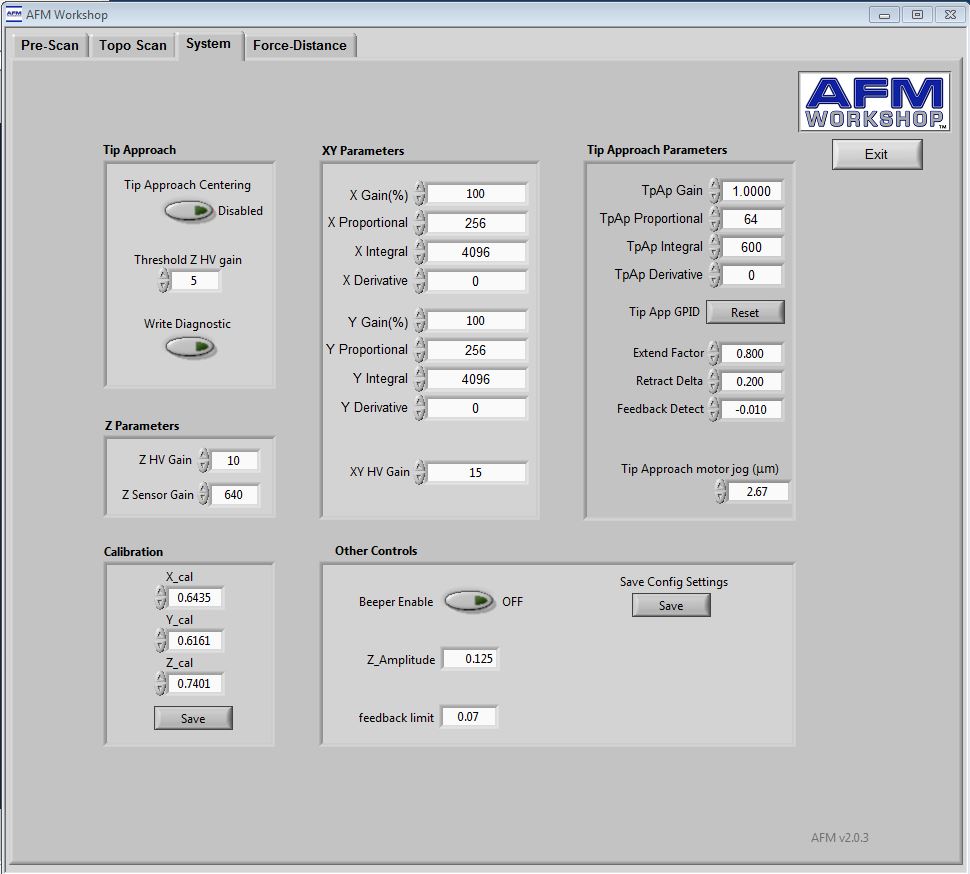 AFM AFM Workshop
Pre-Scan Topo Scan System Force-Distance
AFM
WORKSHOP TM
Exit
Tip Approach
Tip Approach Centering
Disabled
Threshold Z HV gain
5
Write Diagnostic
Z Parameters
Z HV Gain 10
Z Sensor Gain 640
Calibration
X_cal
0.6435
Y_cal
0.6161
Z_cal
0.7401
Save
XY Parameters
X Gain(%) 100
X Proportional 256
X Integral 4096
X Derivative 0
Y Gain(%) 100
Y Proportional 256
Y Integral 4096
Y Derivative 0
XY HV Gain 15
Tip Approach Parameters
TpAp Gain 1.0000
TpAp Proportional 64
TpAp Integral 600
TpAp Derivative 0
Tip App GPID Reset
Extend Factor 0.800
Retract Delta 0.200
Feedback Detect -0.010
Tip Approach motor jog (µm)
2.67
Other Controls
Beeper Enable OFF
Z_Amplitude 0.125
feedback limit 0.07
Save Config Settings
Save
AFM v2.0.3